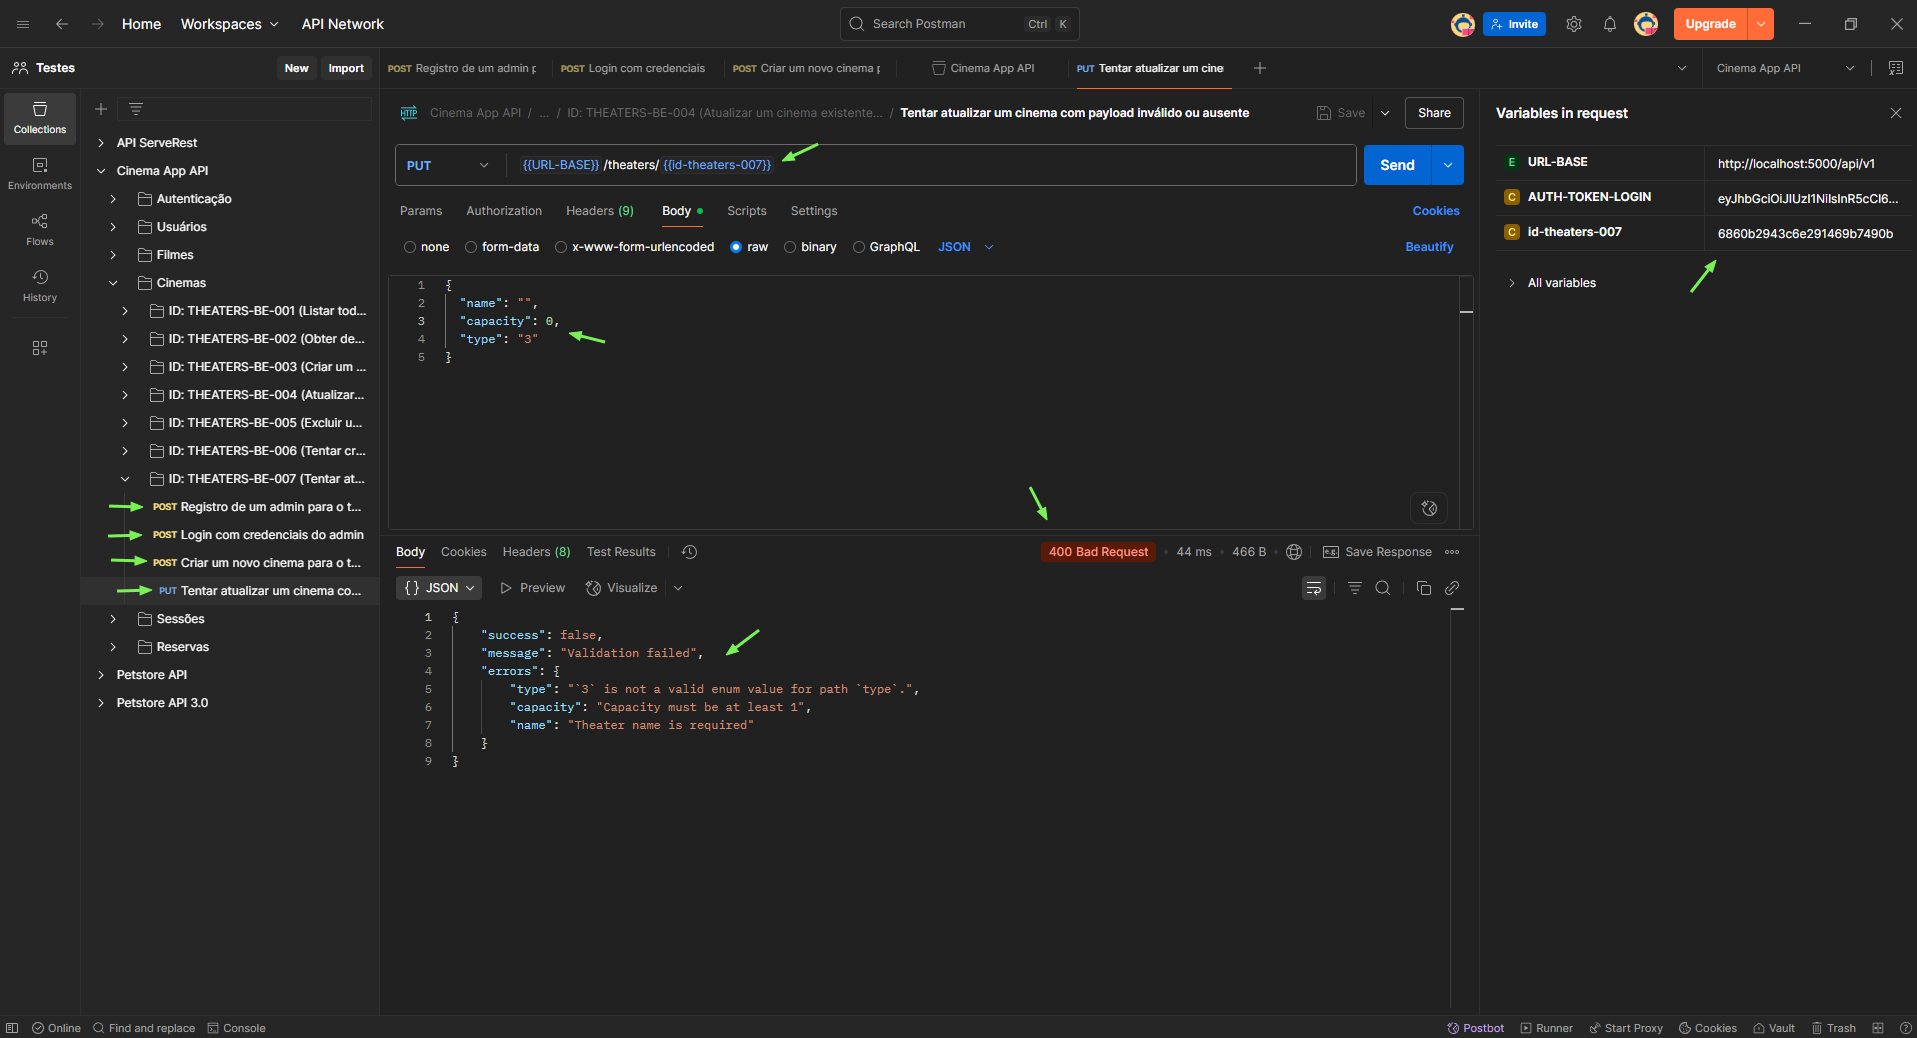 Home Workspaces API Network
Search Postman Ctrl K
Invite Upgrade
Testes New Import
POST Registro de um admin p
POST Login com credenciais
POST Criar um novo cinema p
Cinema App API
PUT Tentar atualizar um cine
Cinema App API
Collections
Environments
Flows
History
API ServeRest
Cinema App API
Autenticação
Usuários
Filmes
Cinemas
ID: THEATERS-BE-001 (Listar tod...
ID: THEATERS-BE-002 (Obter de...
ID: THEATERS-BE-003 (Criar um ...
ID: THEATERS-BE-004 (Atualizar...
ID: THEATERS-BE-005 (Excluir u...
ID: THEATERS-BE-006 (Tentar cr...
ID: THEATERS-BE-007 (Tentar at...
POST Registro de um admin para o t...
POST Login com credenciais do admin
POST Criar um novo cinema para o t...
PUT Tentar atualizar um cinema co...
Sessões
Reservas
Petstore API
Petstore API 3.0
HTTP Cinema App API / ... / ID: THEATERS-BE-004 (Atualizar um cinema existente... / Tentar atualizar um cinema com payload inválido ou ausente
Save Share
PUT {{URL-BASE}} /theaters/ {{id-theaters-007}} Send
Params Authorization Headers (9) Body Scripts Settings Cookies
none form-data x-www-form-urlencoded raw binary GraphQL JSON Beautify
1 {
2 "name": "",
3 "capacity": 0,
4 "type": "3"
5 }
Body Cookies Headers (8) Test Results 400 Bad Request 44 ms 466 B e.g. Save Response
{} JSON Preview Visualize
1 {
2 "success": false,
3 "message": "Validation failed",
4 "errors": {
5 "type": "`3` is not a valid enum value for path `type`.",
6 "capacity": "Capacity must be at least 1",
7 "name": "Theater name is required"
8 }
9 }
Variables in request
E URL-BASE http://localhost:5000/api/v1
C AUTH-TOKEN-LOGIN eyJhbGciOiJIUzI1NiIsInR5cCI6...
C id-theaters-007 6860b2943c6e291469b7490b
All variables
Online Find and replace Console
Postbot Runner Start Proxy Cookies Vault Trash